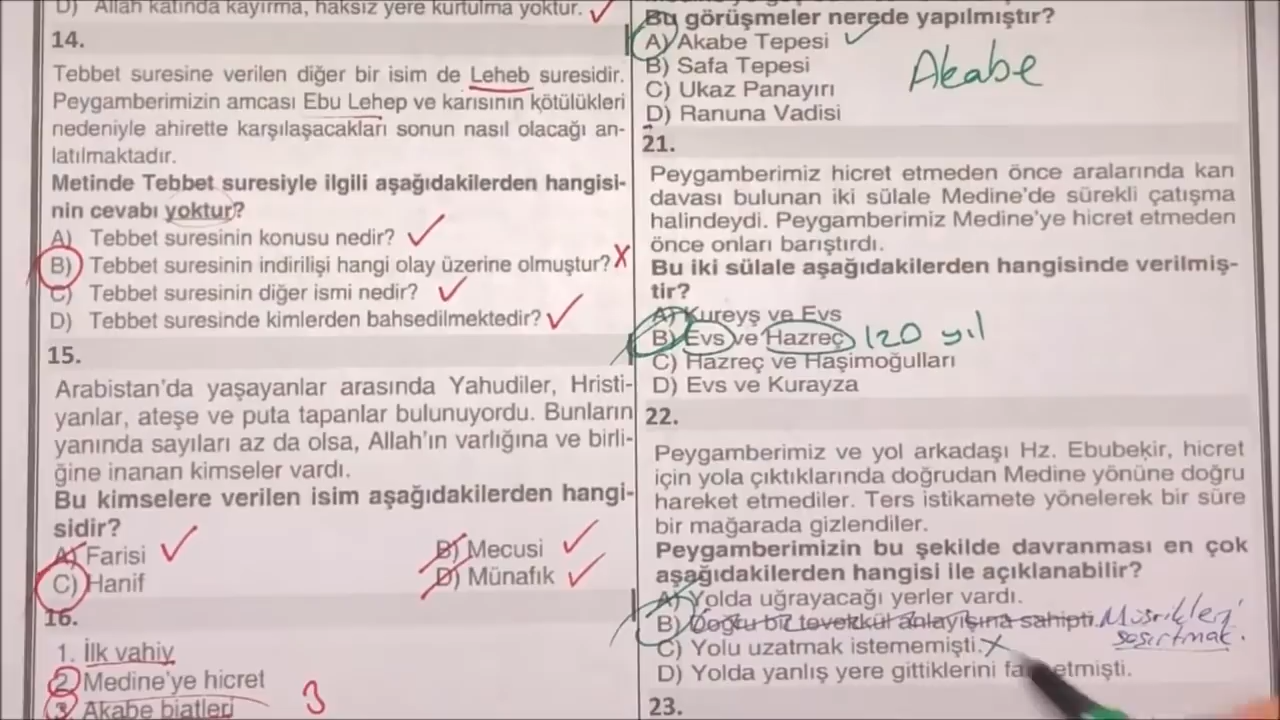 D) Allah katında kayırma, haksız yere kurtulma yoktur.
14.
Tebbet suresine verilen diğer bir isim de Leheb suresidir.
Peygamberimizin amcası Ebu Lehep ve karısının kötülükleri
nedeniyle ahirette karşılaşacakları sonun nasıl olacağı an-
latılmaktadır.
Metinde Tebbet suresiyle ilgili aşağıdakilerden hangisi-
nin cevabı yoktur?
A) Tebbet suresinin konusu nedir?
B) Tebbet suresinin indirilişi hangi olay üzerine olmuştur?
C) Tebbet suresinin diğer ismi nedir?
D) Tebbet suresinde kimlerden bahsedilmektedir?
15.
Arabistan'da yaşayanlar arasında Yahudiler, Hristi-
yanlar, ateşe ve puta tapanlar bulunuyordu. Bunların
yanında sayıları az da olsa, Allah'ın varlığına ve birli-
ğine inanan kimseler vardı.
Bu kimselere verilen isim aşağıdakilerden hangi-
sidir?
A) Farisi B) Mecusi
C) Hanif D) Münafık
16.
1. İlk vahiy
2. Medine'ye hicret
3. Akabe biatleri
3
Bu görüşmeler nerede yapılmıştır?
A) Akabe Tepesi
B) Safa Tepesi
Akabe
C) Ukaz Panayırı
D) Ranuna Vadisi
21.
Peygamberimiz hicret etmeden önce aralarında kan
davası bulunan iki sülale Medine'de sürekli çatışma
halindeydi. Peygamberimiz Medine'ye hicret etmeden
önce onları barıştırdı.
Bu iki sülale aşağıdakilerden hangisinde verilmiş-
tir?
A) Kureyş ve Evs
B) Evs ve Hazreç 120 yıl
C) Hazreç ve Haşimoğulları
D) Evs ve Kurayza
22.
Peygamberimiz ve yol arkadaşı Hz. Ebubekir, hicret
için yola çıktıklarında doğrudan Medine yönüne doğru
hareket etmediler. Ters istikamete yönelerek bir süre
bir mağarada gizlendiler.
Peygamberimizin bu şekilde davranması en çok
aşağıdakilerden hangisi ile açıklanabilir?
A) Yolda uğrayacağı yerler vardı.
B) Doğru bir tevekkül anlayışına sahipti. Müşrikleri
şaşırtmak.
C) Yolu uzatmak istememişti.
D) Yolda yanlış yere gittiklerini etmişti.
23.